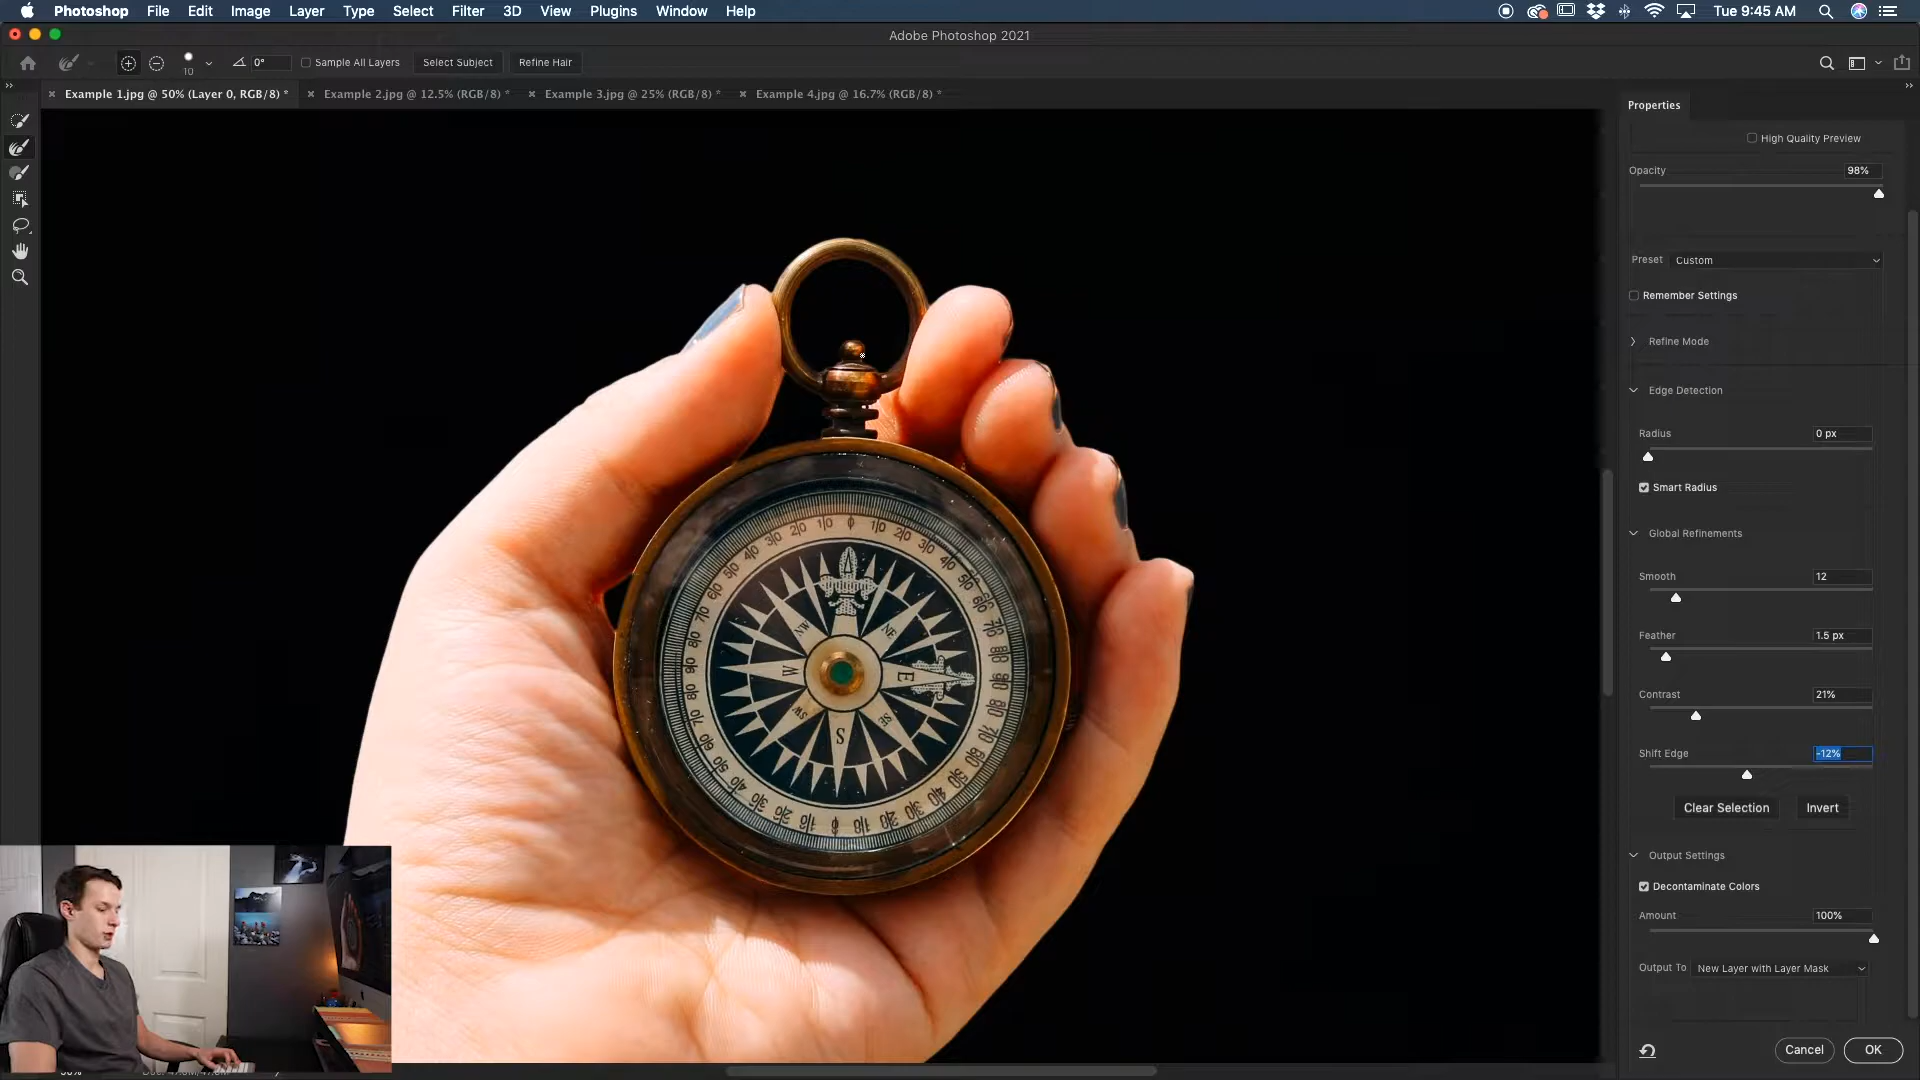 Photoshop File Edit Image Layer Type Select Filter 3D View Plugins Window Help Tue 9:45 AM
Adobe Photoshop 2021
10 0° Sample All Layers Select Subject Refine Hair
Example 1.jpg @ 50% (Layer 0, RGB/8) * Example 2.jpg @ 12.5% (RGB/8) * Example 3.jpg @ 25% (RGB/8) * Example 4.jpg @ 16.7% (RGB/8) *
Properties
High Quality Preview
Opacity 98%
Preset Custom
Remember Settings
Refine Mode
Edge Detection
Radius 0 px
Smart Radius
Global Refinements
Smooth 12
Feather 1.5 px
Contrast 21%
Shift Edge -12%
Clear Selection Invert
Output Settings
Decontaminate Colors
Amount 100%
Output To New Layer with Layer Mask
Cancel OK
NW NE
W E
SW SE
S